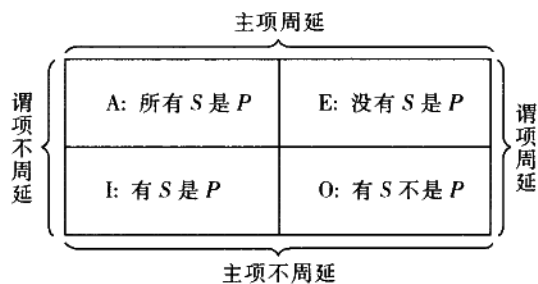 主项周延
谓项不周延
A: 所有 S 是 P
E: 没有 S 是 P
I: 有 S 是 P
O: 有 S 不是 P
谓项周延
主项不周延